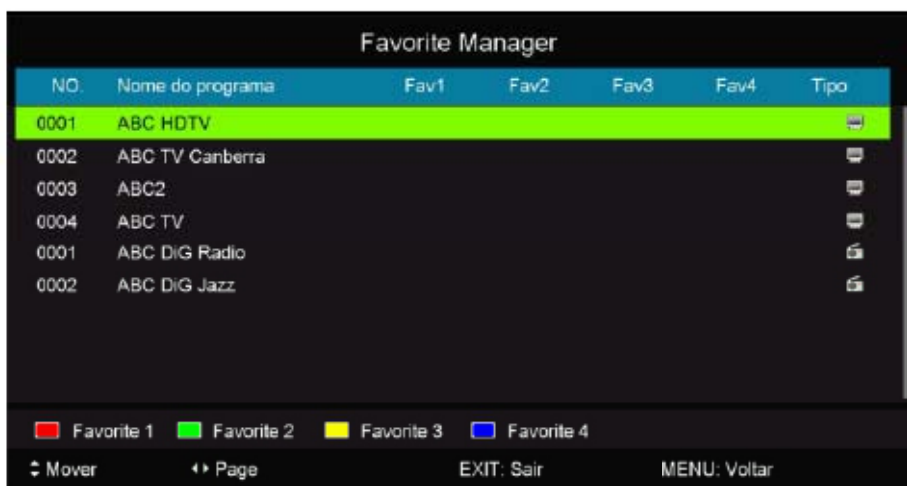 Favorite Manager
NO. Nome do programa Fav1 Fav2 Fav3 Fav4 Tipo
0001 ABC HDTV
0002 ABC TV Canberra
0003 ABC2
0004 ABC TV
0001 ABC DiG Radio
0002 ABC DiG Jazz
Favorite 1 Favorite 2 Favorite 3 Favorite 4
Mover Page EXIT: Sair MENU: Voltar